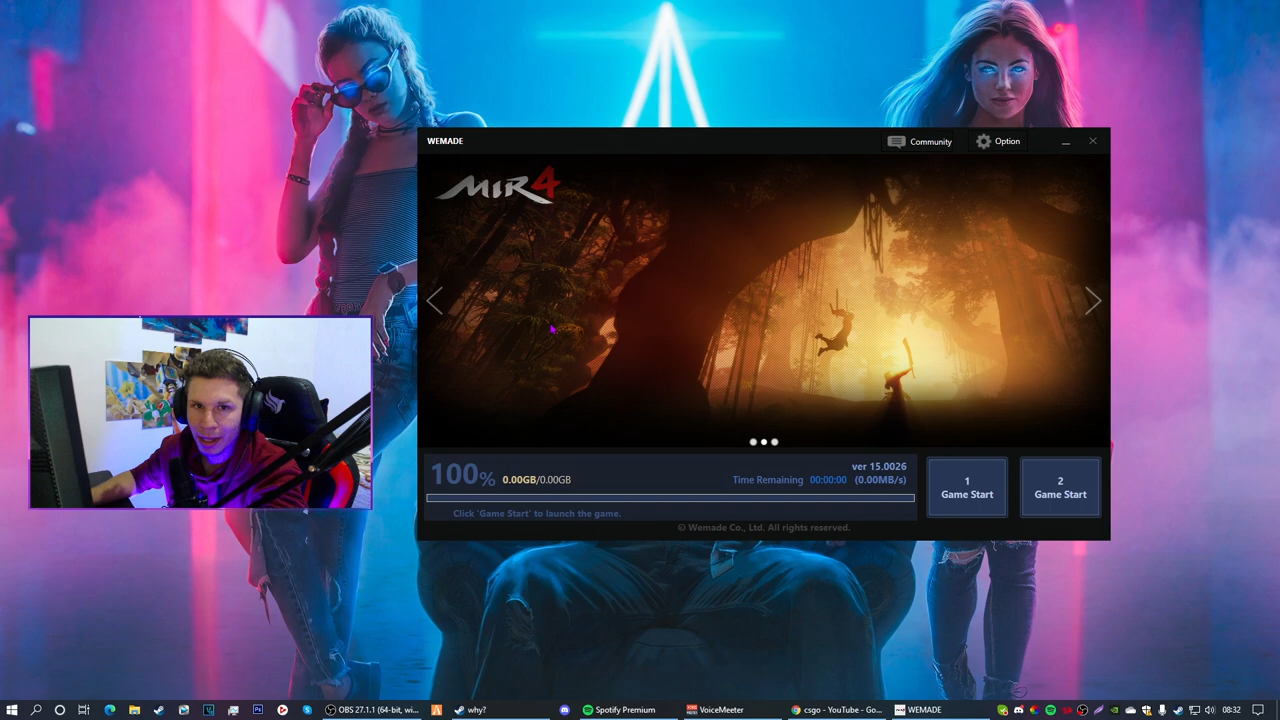 WEMADE
Community
Option
MIR4
100%
0.00GB/0.00GB
ver 15.0026
Time Remaining 00:00:00 (0.00MB/s)
Click 'Game Start' to launch the game.
1
Game Start
2
Game Start
© Wemade Co., Ltd. All rights reserved.
OBS 27.1.1 (64-bit, wi...
why?
Spotify Premium
VoiceMeeter
csgo - YouTube - Go...
WEMADE
08:32